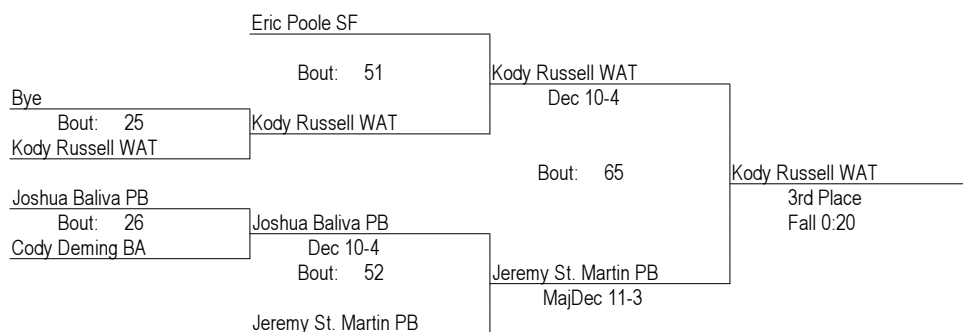 Eric Poole SF
Bout: 51
Kody Russell WAT
Dec 10-4
Bye
Bout: 25
Kody Russell WAT
Kody Russell WAT
Bout: 65
Kody Russell WAT
3rd Place
Fall 0:20
Joshua Baliva PB
Bout: 26
Cody Deming BA
Joshua Baliva PB
Dec 10-4
Bout: 52
Jeremy St. Martin PB
MajDec 11-3
Jeremy St. Martin PB